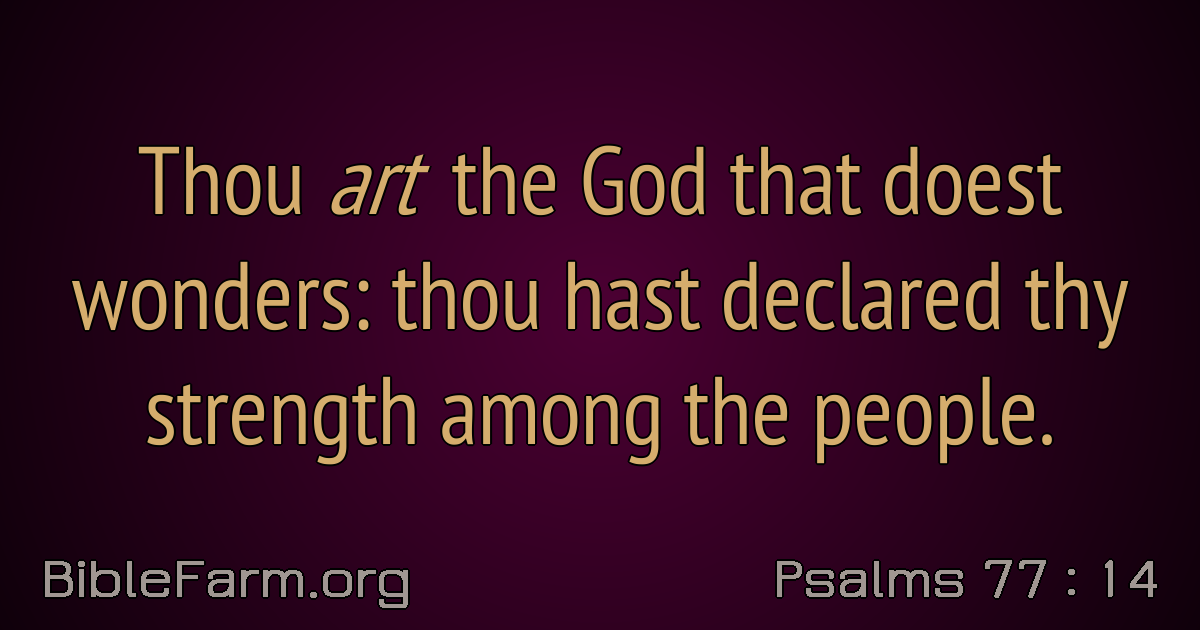 Thou art the God that doest
wonders: thou hast declared thy
strength among the people.
BibleFarm.org
Psalms 77 : 14